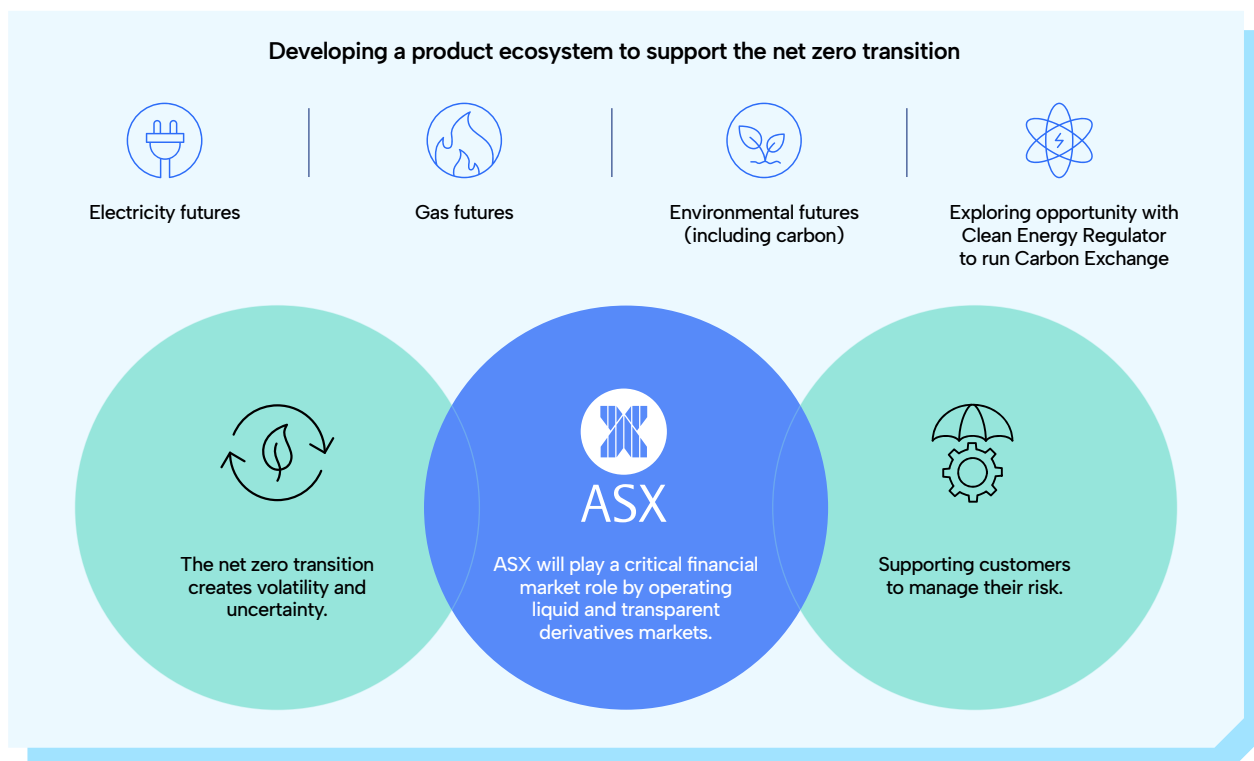 Developing a product ecosystem to support the net zero transition
Electricity futures
Gas futures
Environmental futures
(including carbon)
Exploring opportunity with
Clean Energy Regulator
to run Carbon Exchange
The net zero transition
creates volatility and
uncertainty.
ASX
ASX will play a critical financial
market role by operating
liquid and transparent
derivatives markets.
Supporting customers
to manage their risk.